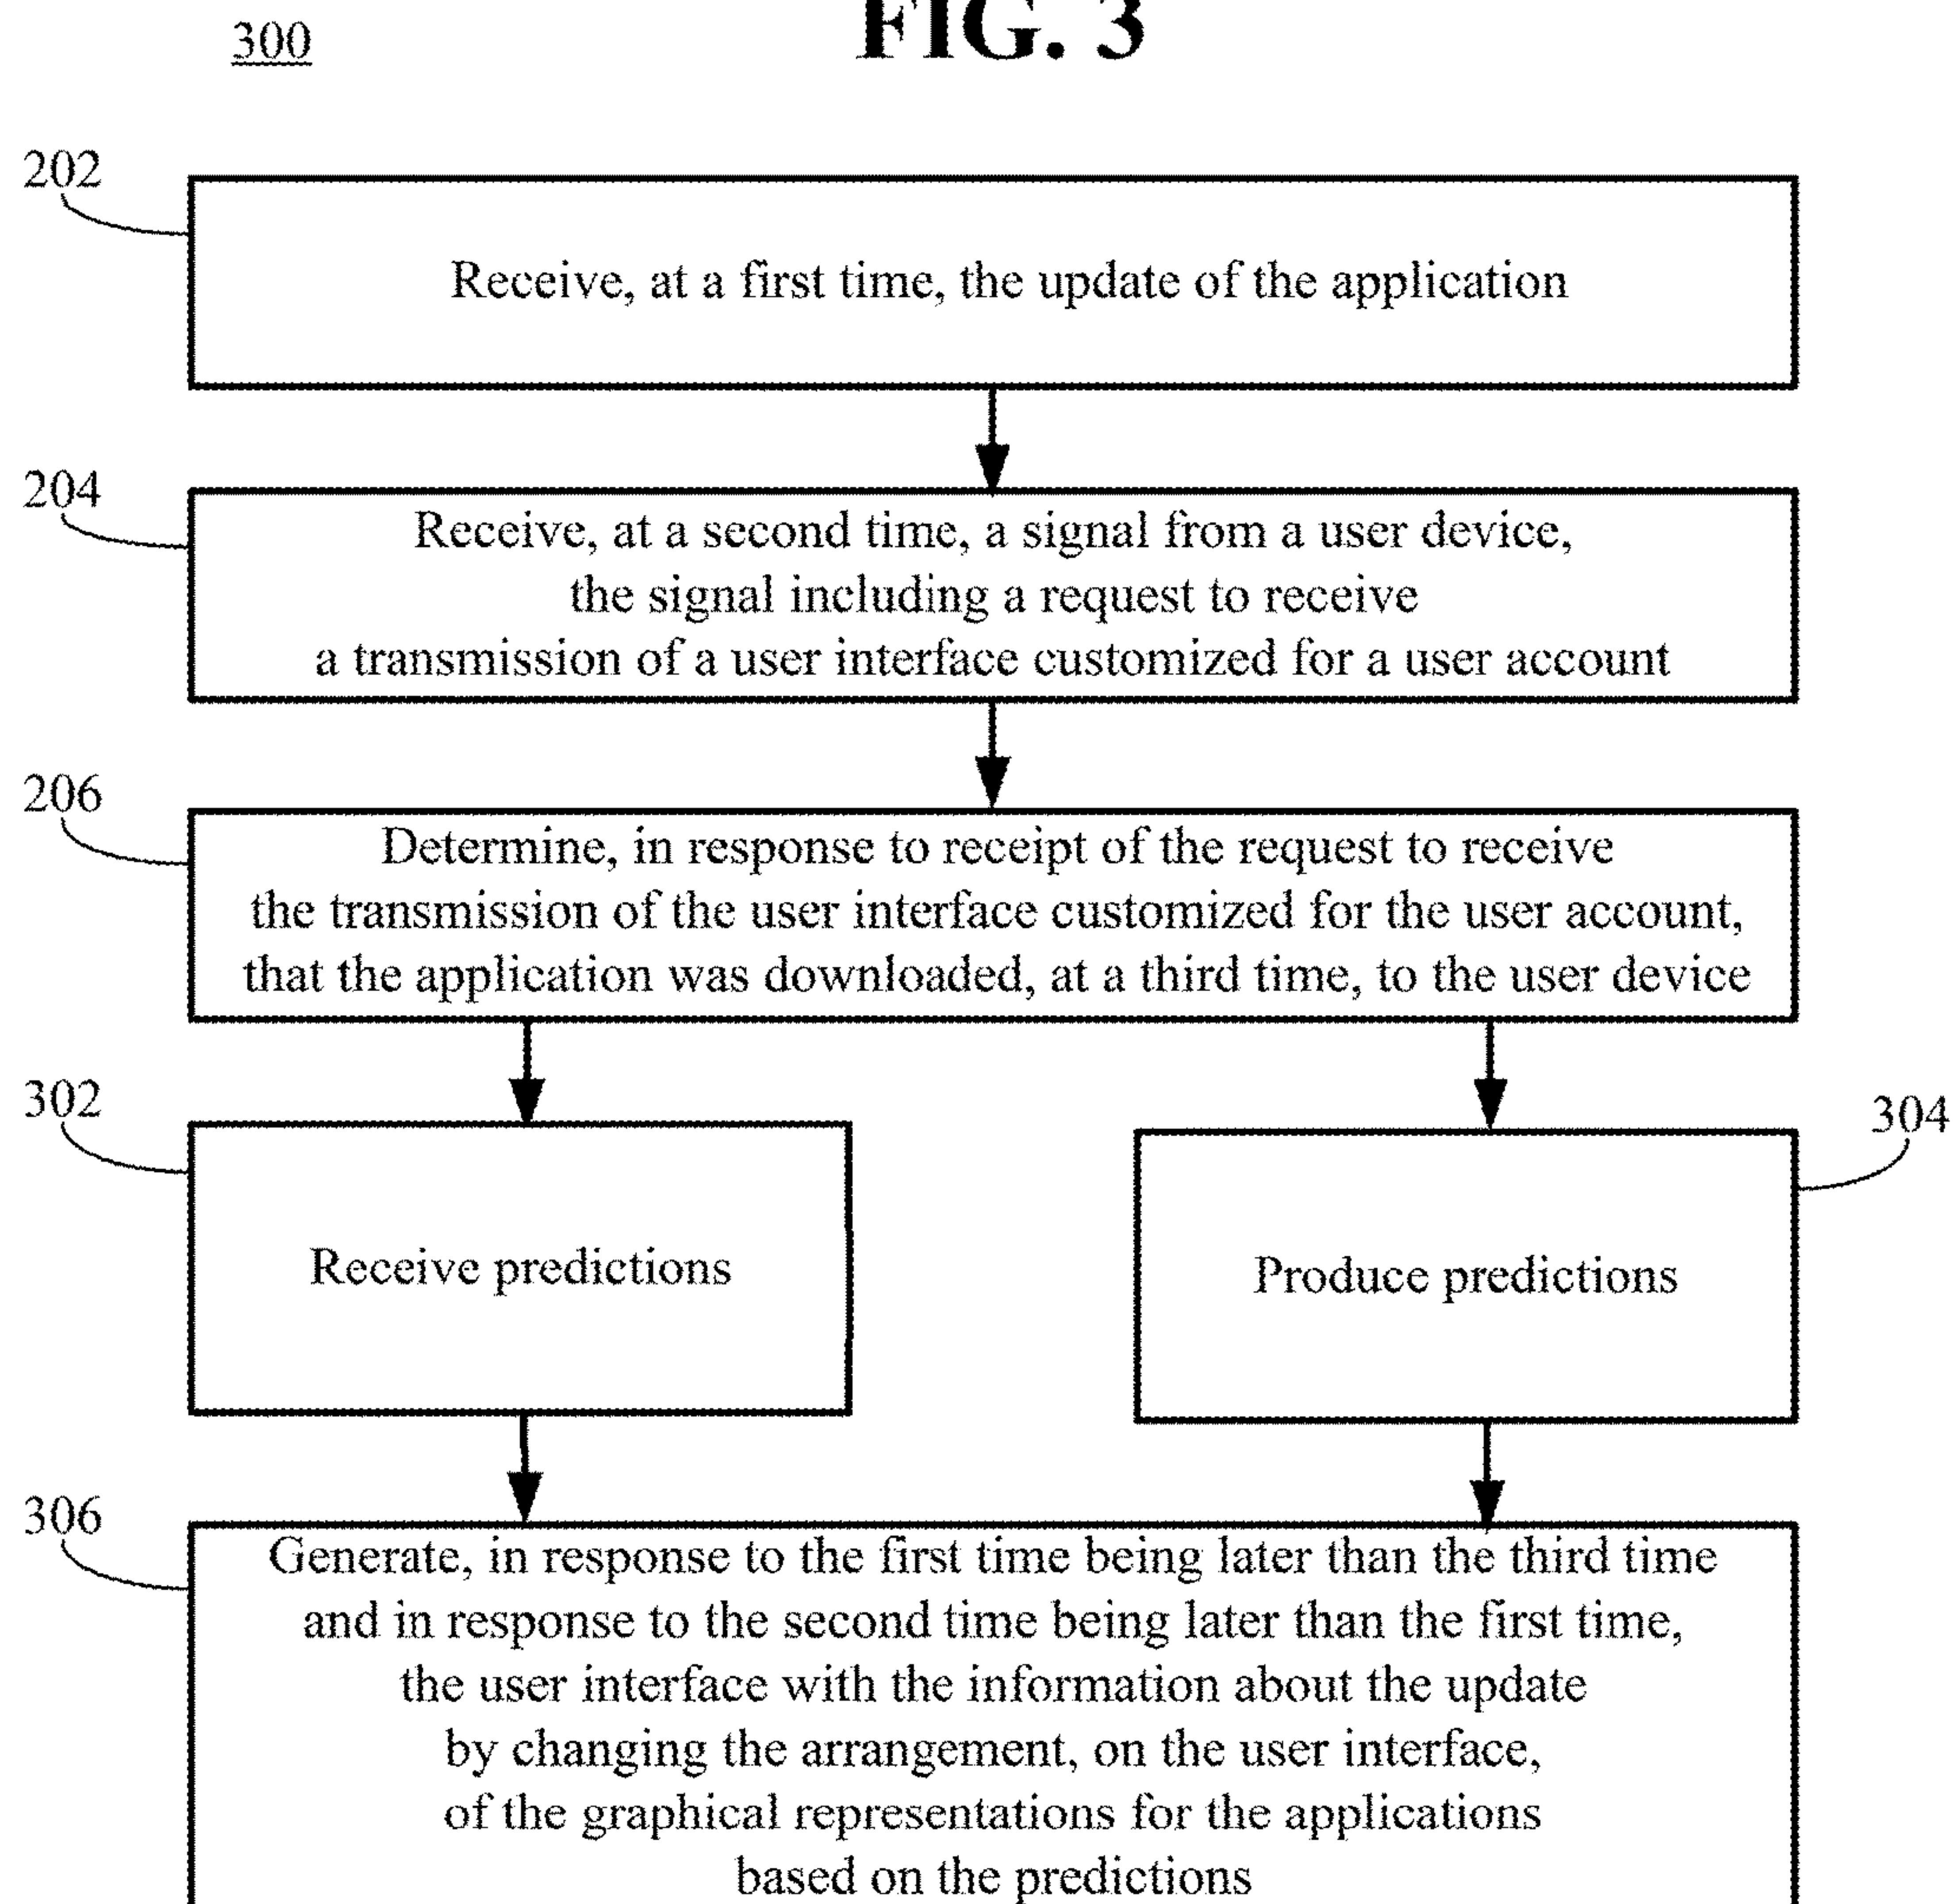 FIG. 3
300
202
Receive, at a first time, the update of the application
204
Receive, at a second time, a signal from a user device,
the signal including a request to receive
a transmission of a user interface customized for a user account
206
Determine, in response to receipt of the request to receive
the transmission of the user interface customized for the user account,
that the application was downloaded, at a third time, to the user device
302
Receive predictions
304
Produce predictions
306
Generate, in response to the first time being later than the third time
and in response to the second time being later than the first time,
the user interface with the information about the update
by changing the arrangement, on the user interface,
of the graphical representations for the applications
based on the predictions